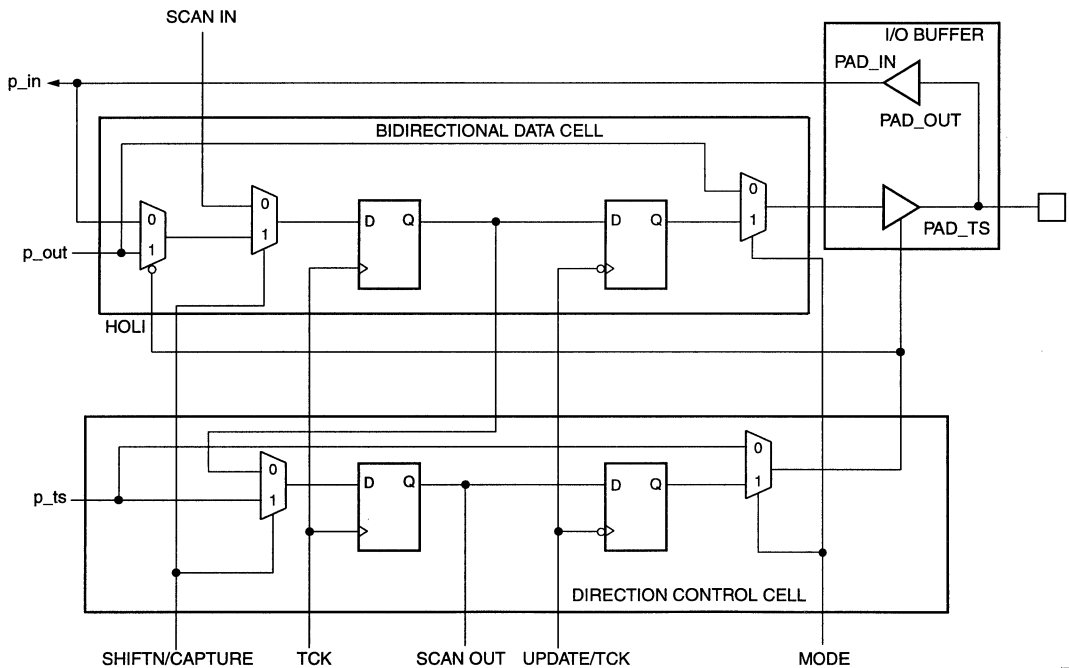 SCAN IN
I/O BUFFER
p_in
PAD_IN
PAD_OUT
BIDIRECTIONAL DATA CELL
0
1
0
1
D Q
D Q
0
1
p_out
PAD_TS
HOLI
0
1
D Q
D Q
0
1
p_ts
DIRECTION CONTROL CELL
SHIFTN/CAPTURE
TCK
SCAN OUT
UPDATE/TCK
MODE